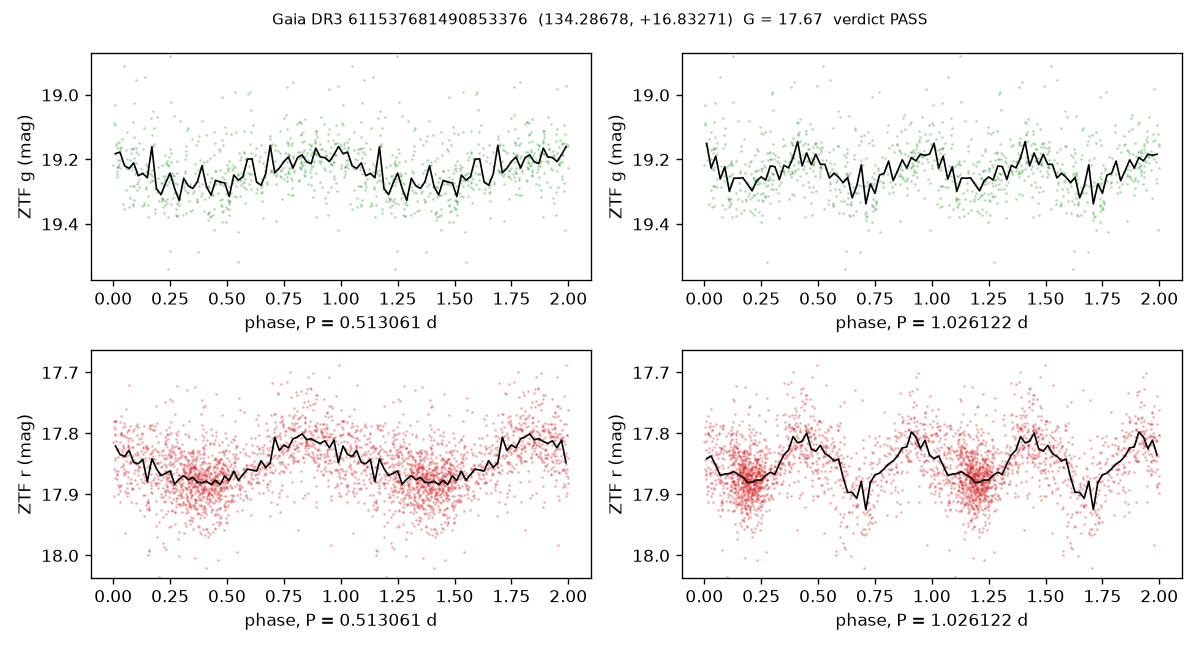 Gaia DR3 611537681490853376 (134.28678, +16.83271) G = 17.67 verdict PASS
ZTF g (mag)
19.0
19.2
19.4
0.00 0.25 0.50 0.75 1.00 1.25 1.50 1.75 2.00
phase, P = 0.513061 d
ZTF g (mag)
19.0
19.2
19.4
0.00 0.25 0.50 0.75 1.00 1.25 1.50 1.75 2.00
phase, P = 1.026122 d
ZTF r (mag)
17.7
17.8
17.9
18.0
0.00 0.25 0.50 0.75 1.00 1.25 1.50 1.75 2.00
phase, P = 0.513061 d
ZTF r (mag)
17.7
17.8
17.9
18.0
0.00 0.25 0.50 0.75 1.00 1.25 1.50 1.75 2.00
phase, P = 1.026122 d